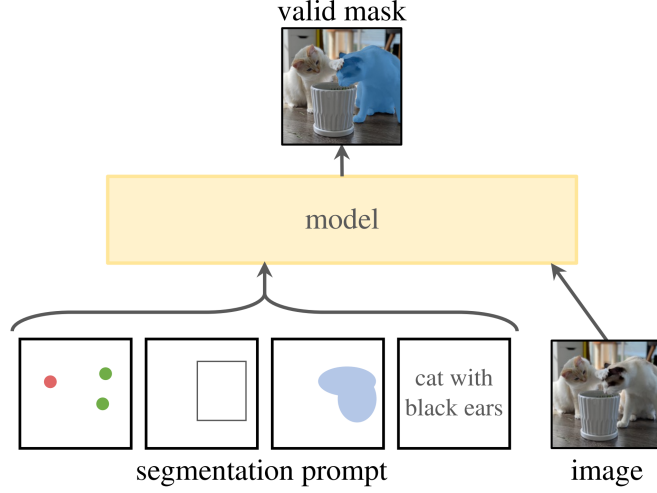 valid mask
model
cat with
black ears
segmentation prompt
image